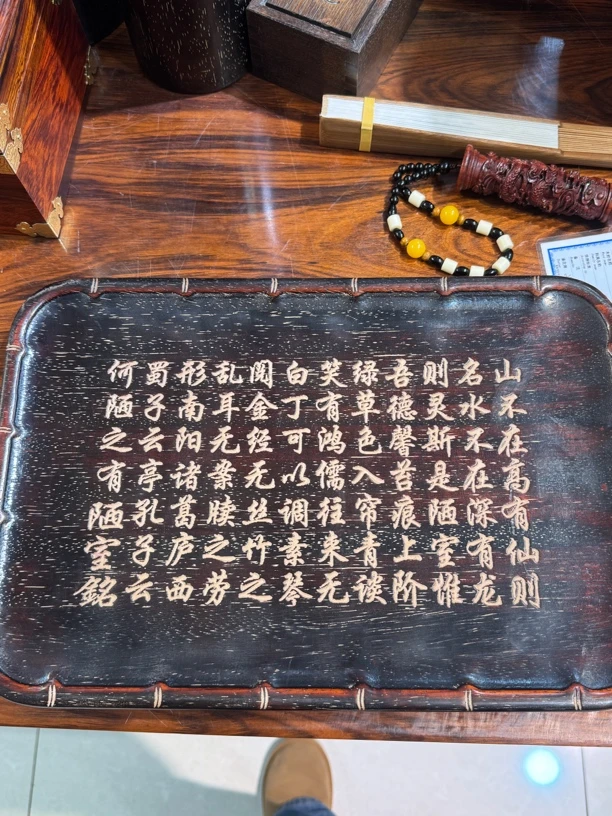 山不在高有仙则
名水不在深有龙
则灵斯是陋室惟
吾德馨苔痕上阶
绿草色入帘青谈
笑有鸿儒往来无
白丁可以调素琴
阅金经无丝竹之
乱耳无案牍之劳
形南阳诸葛庐西
蜀子云亭孔子云
何陋之有陋室銘